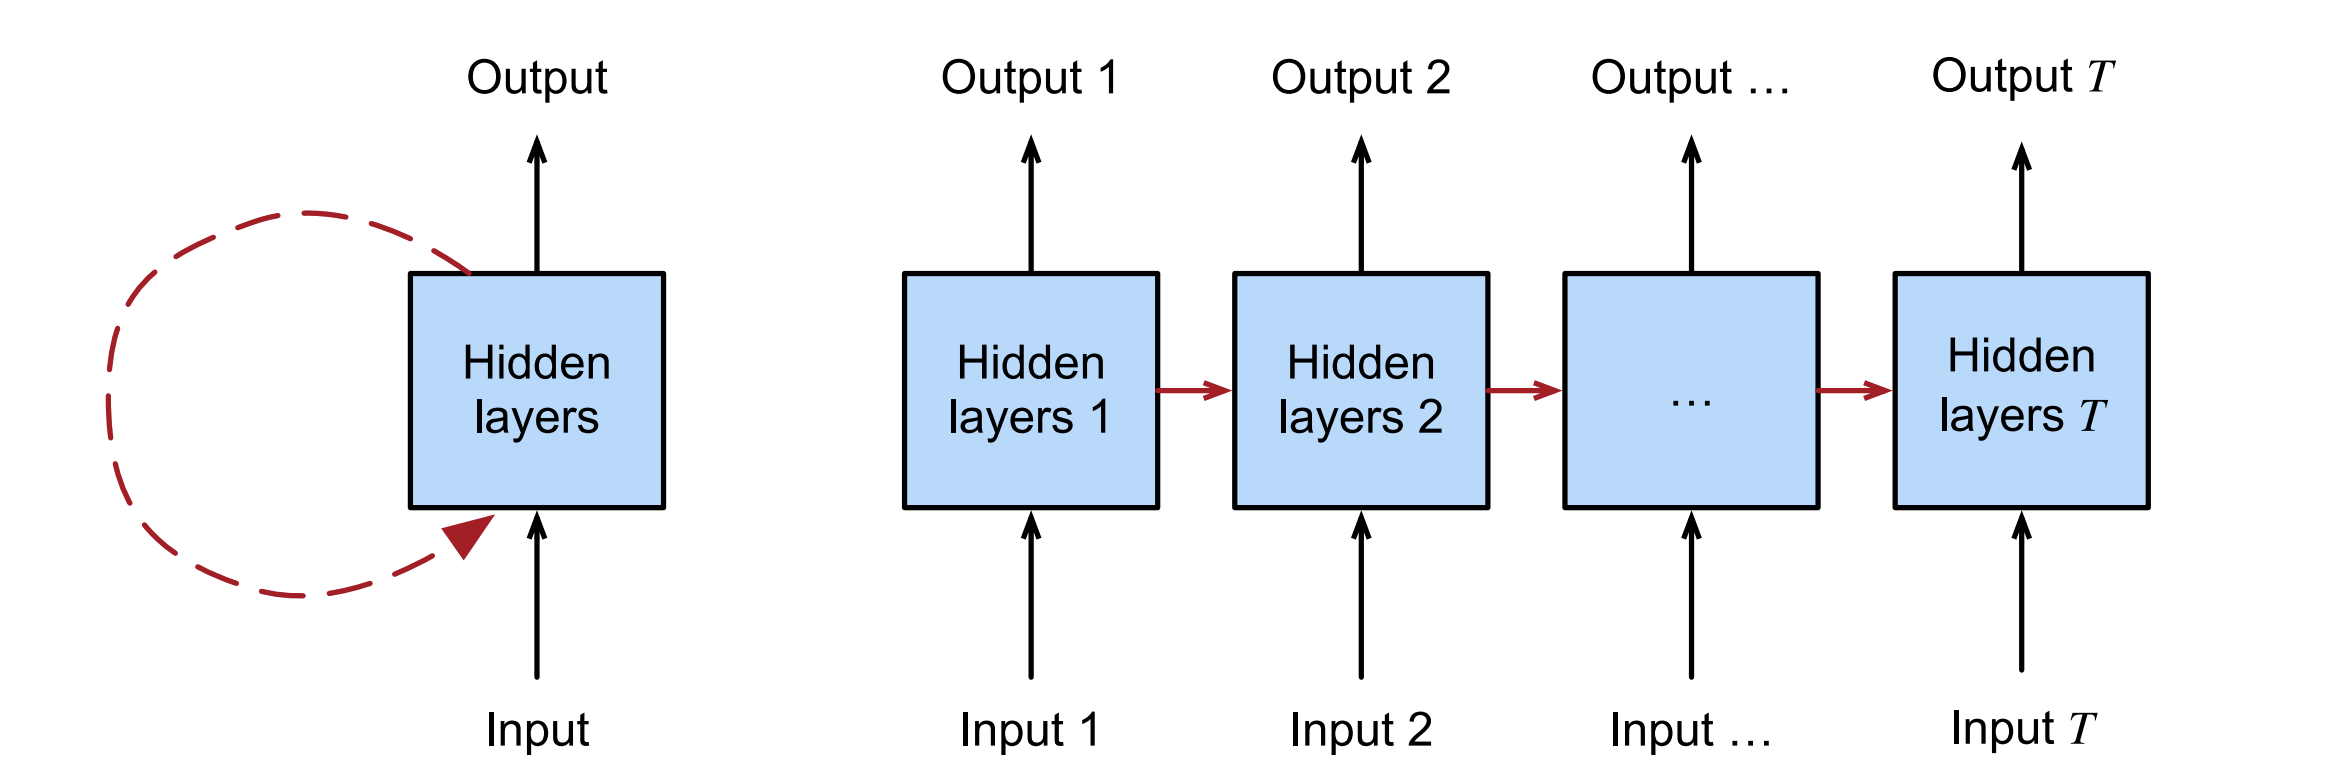 Output
Output 1
Output 2
Output …
Output T
Hidden
layers
Hidden
layers 1
Hidden
layers 2
…
Hidden
layers T
Input
Input 1
Input 2
Input …
Input T